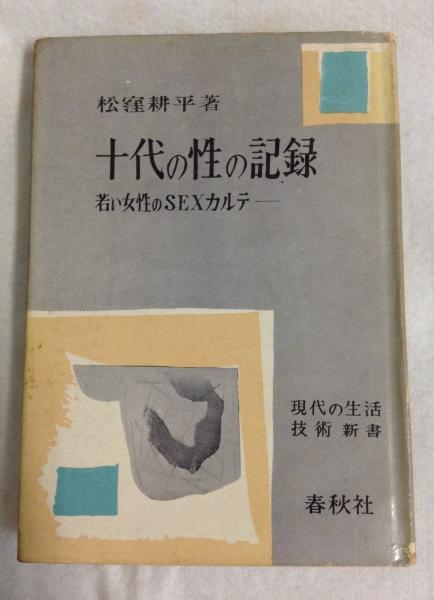 松窪耕平著
十代の性の記録
若い女性のSEXカルテ――
現代の生活
技術新書
春秋社